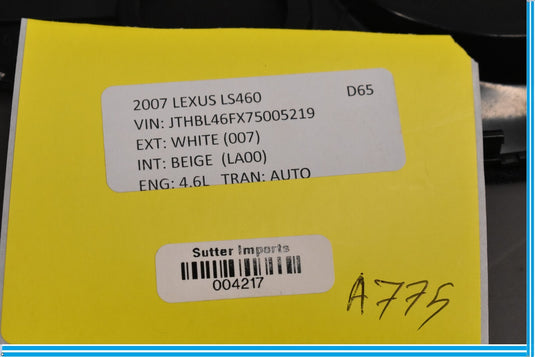 2007 LEXUS LS460 D65
VIN: JTHBL46FX75005219
EXT: WHITE (007)
INT: BEIGE (LA00)
ENG: 4.6L TRAN: AUTO
Sutter Imports
004217
A775